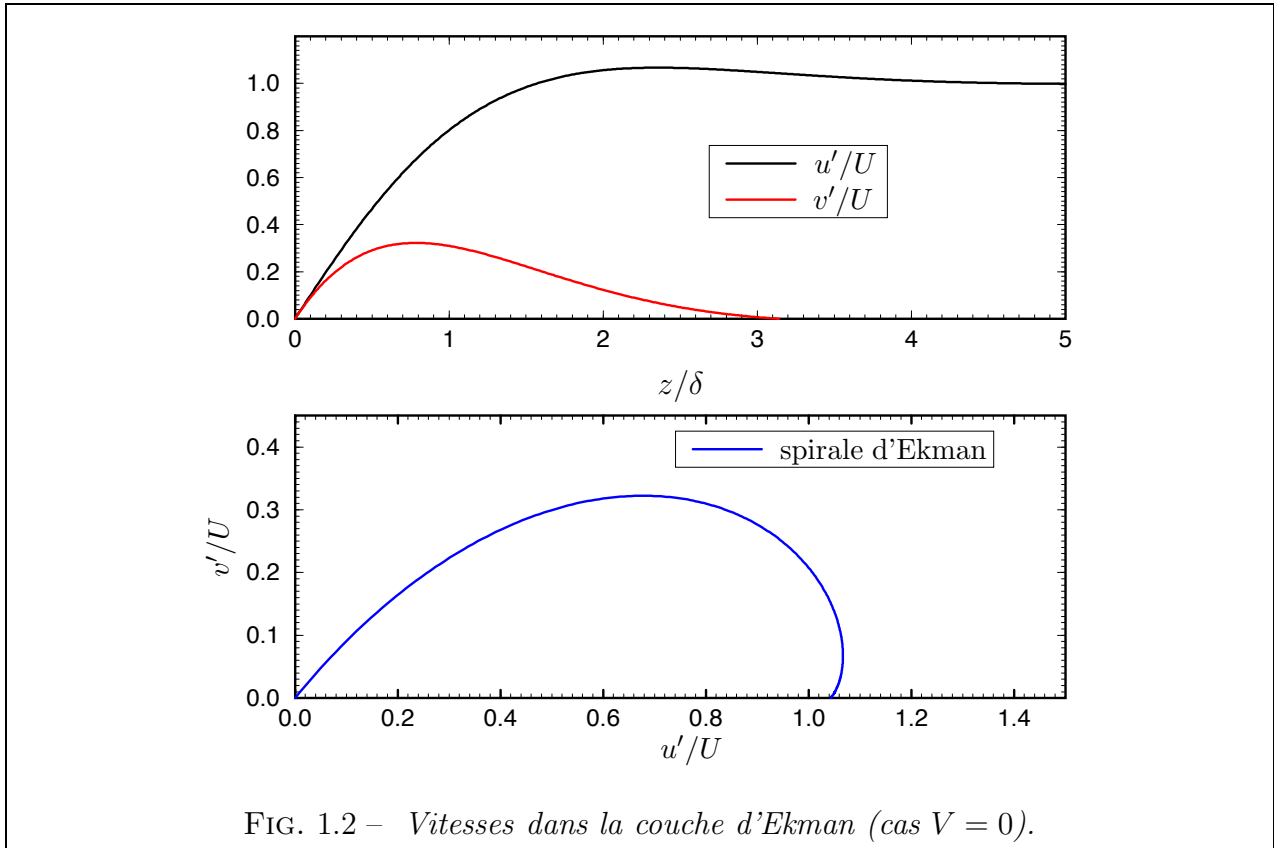 1.0
0.8
0.6
0.4
0.2
0.0
u′/U
v′/U
0 1 2 3 4 5
z/δ
0.4
0.3
0.2
0.1
0.0
v′/U
spirale d'Ekman
0.0 0.2 0.4 0.6 0.8 1.0 1.2 1.4
u′/U
FIG. 1.2 – Vitesses dans la couche d'Ekman (cas V = 0).